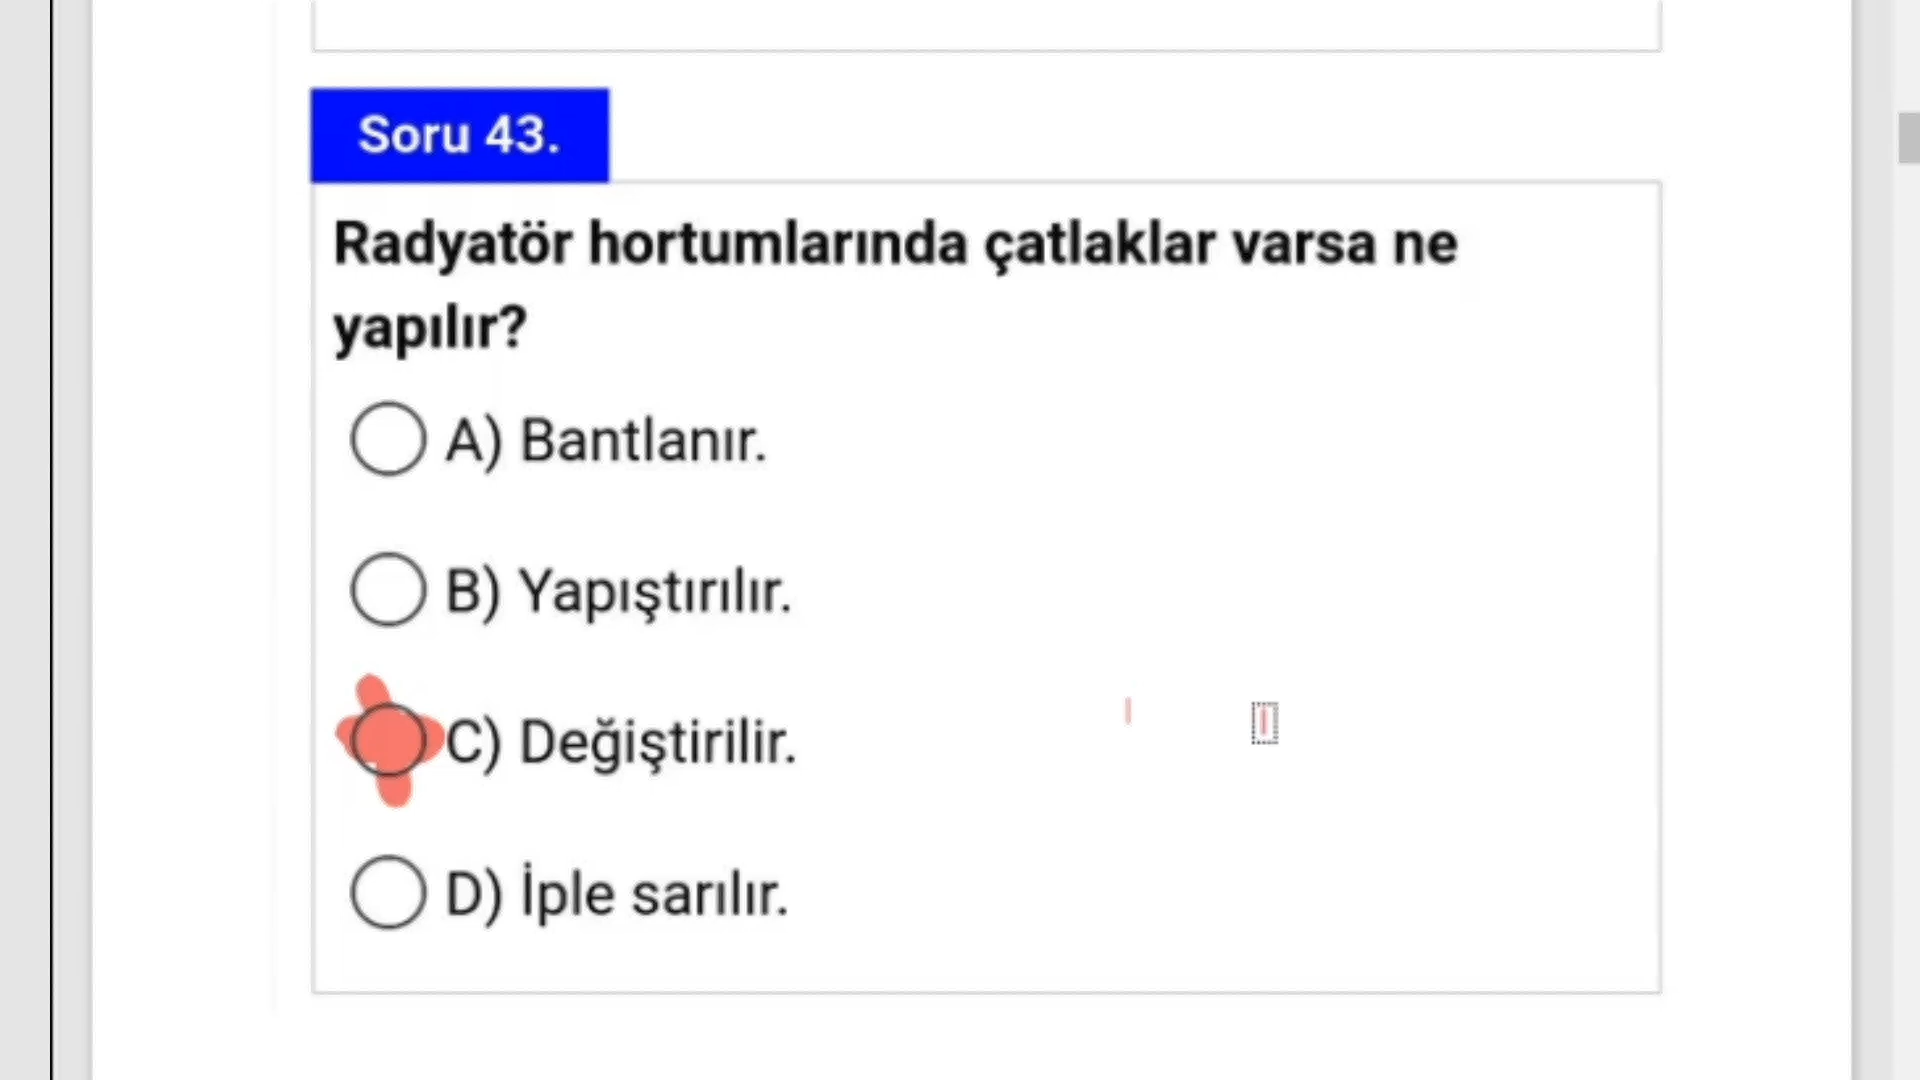 Soru 43.
Radyatör hortumlarında çatlaklar varsa ne
yapılır?
A) Bantlanır.
B) Yapıştırılır.
C) Değiştirilir.
D) İple sarılır.